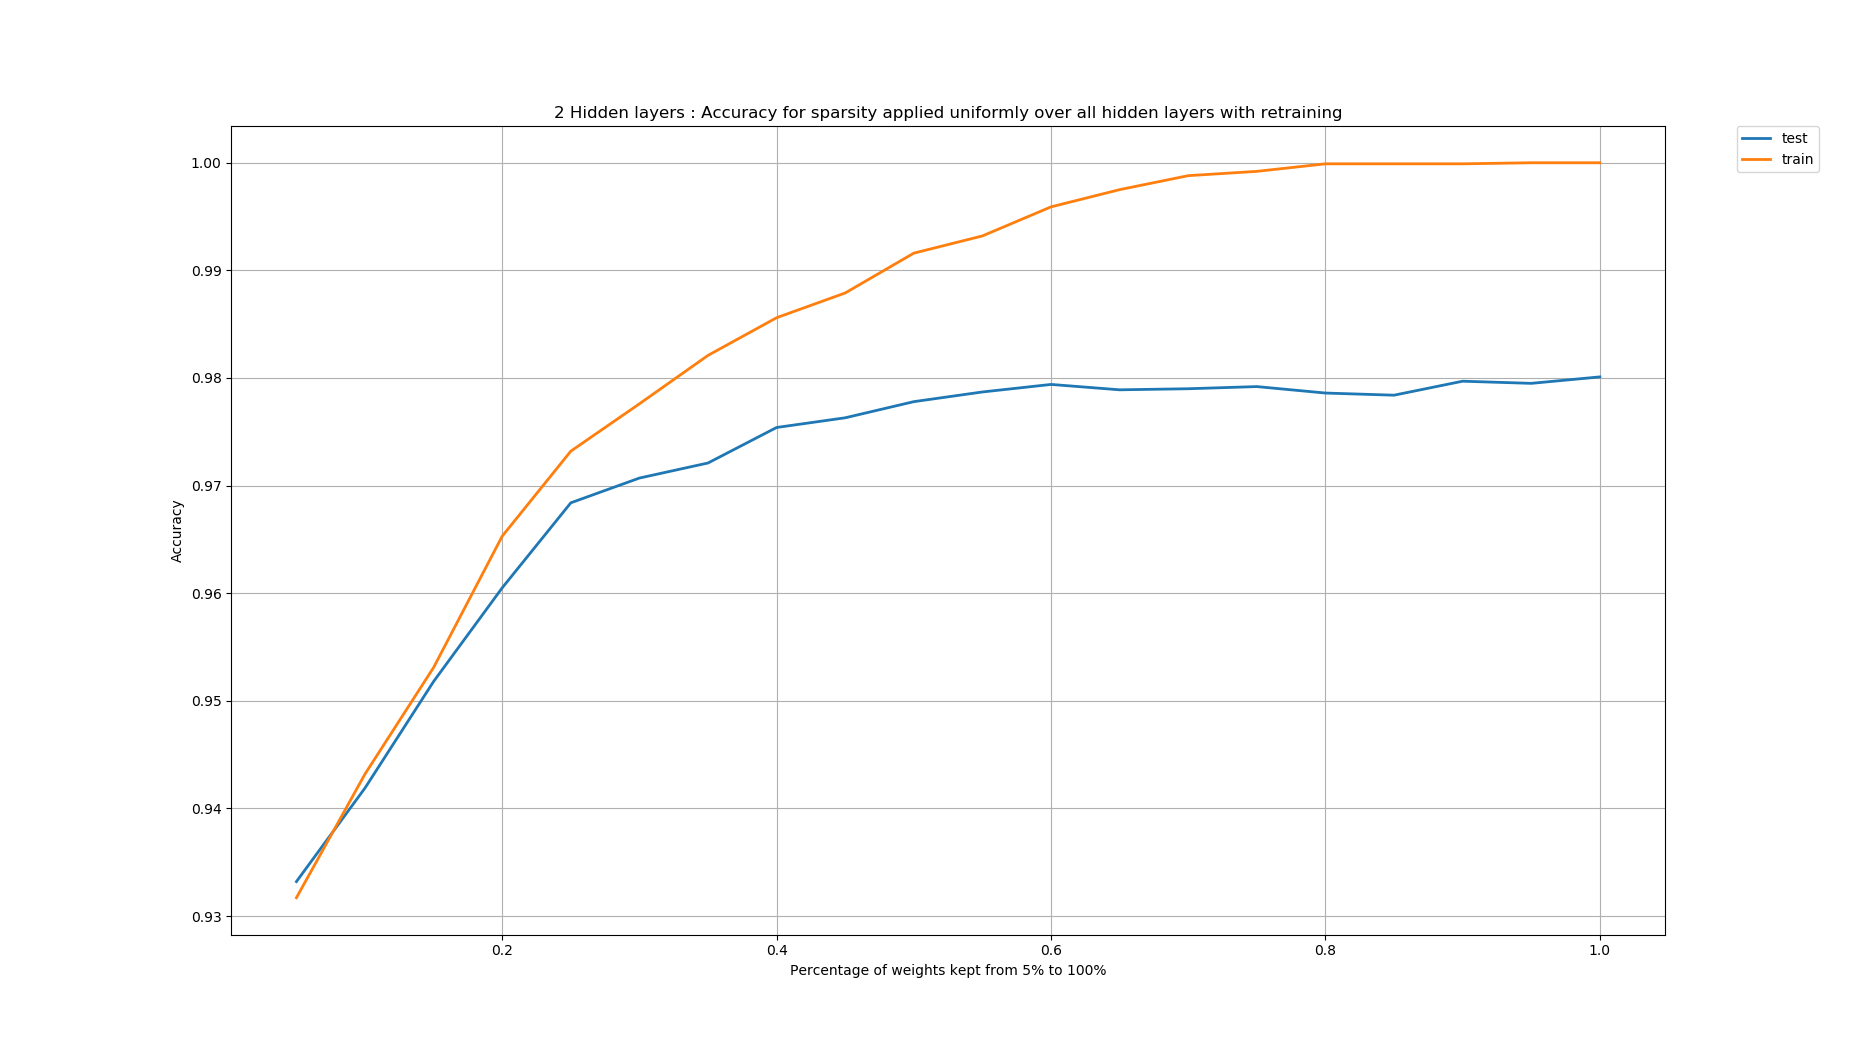 2 Hidden layers : Accuracy for sparsity applied uniformly over all hidden layers with retraining
test
train
1.00
0.99
0.98
0.97
0.96
0.95
0.94
0.93
Accuracy
0.2
0.4
0.6
0.8
1.0
Percentage of weights kept from 5% to 100%